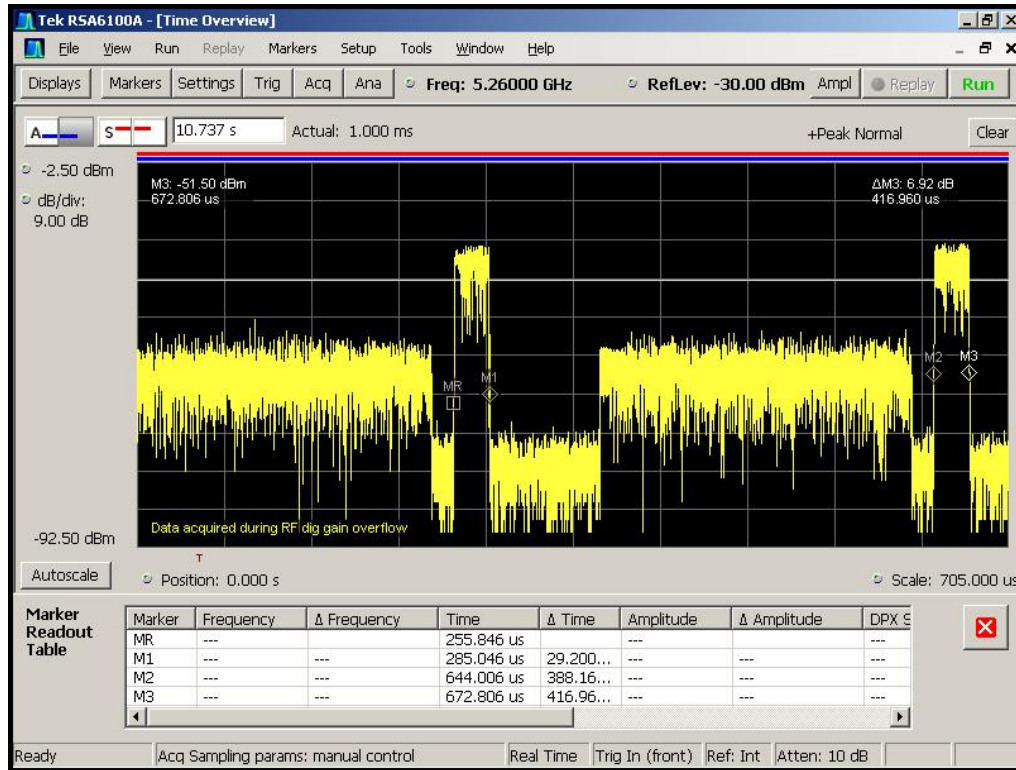 Tek RSA6100A - [Time Overview]
File View Run Replay Markers Setup Tools Window Help
Displays Markers Settings Trig Acq Ana Freq: 5.26000 GHz RefLev: -30.00 dBm Ampl Replay Run
A S 10.737 s Actual: 1.000 ms +Peak Normal Clear
-2.50 dBm
dB/div:
9.00 dB
M3: -51.50 dBm
672.806 us
ΔM3: 6.92 dB
416.960 us
MR M1 M2 M3
Data acquired during RF dig gain overflow
-92.50 dBm
T
Autoscale Position: 0.000 s Scale: 705.000 us
Marker
Readout
Table
Marker Frequency Δ Frequency Time Δ Time Amplitude Δ Amplitude DPX S
MR --- 255.846 us --- ---
M1 --- --- 285.046 us 29.200... --- --- ---
M2 --- --- 644.006 us 388.16... --- --- ---
M3 --- --- 672.806 us 416.96... --- --- ---
Ready Acq Sampling params: manual control Real Time Trig In (front) Ref: Int Atten: 10 dB